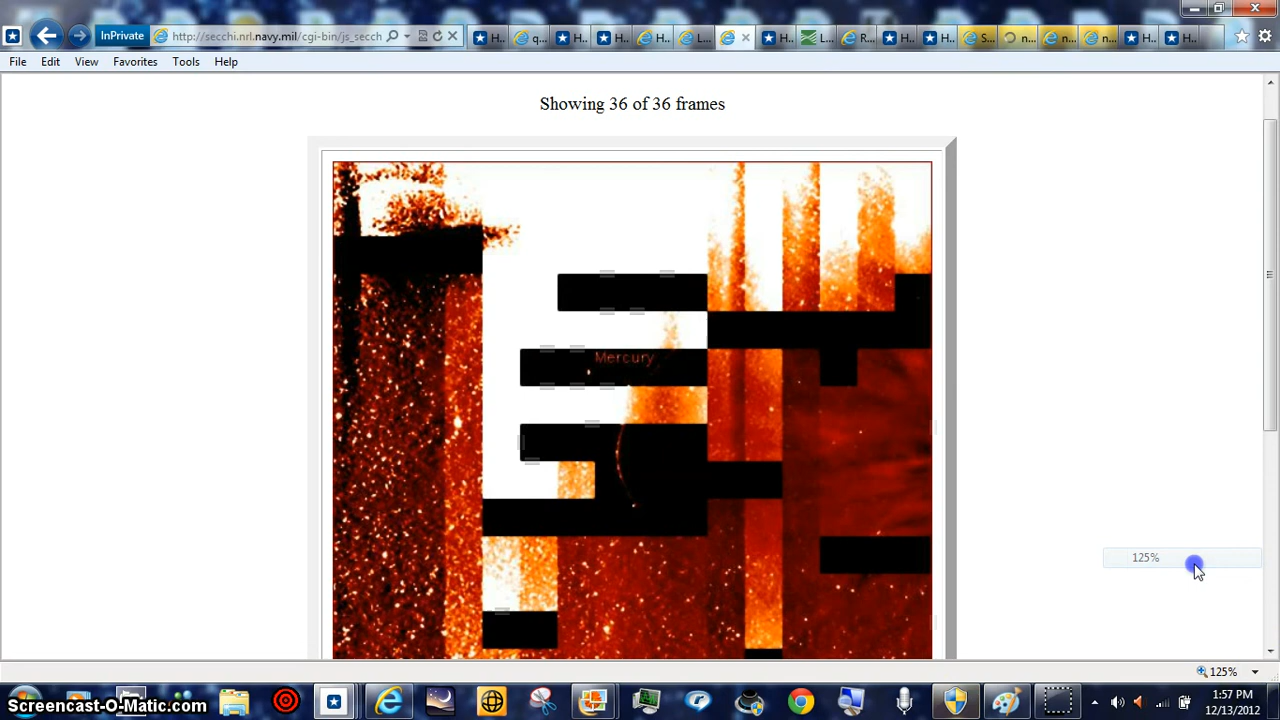 InPrivate
http://secchi.nrl.navy.mil/cgi-bin/js_secch
H..
q...
H..
H..
H..
L...
H..
L...
R...
H..
H..
S...
n...
n...
n...
H..
H..
File Edit View Favorites Tools Help
Showing 36 of 36 frames
Mercury
125%
125%
1:57 PM
12/13/2012
Screencast-O-Matic.com